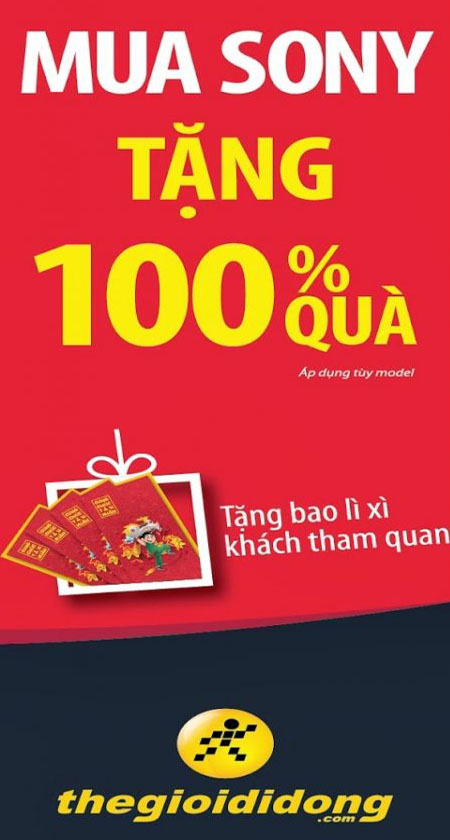 MUA SONY
TẶNG
100% QUÀ
Áp dụng tùy model
Tặng bao lì xì
khách tham quan
thegioididong
.com